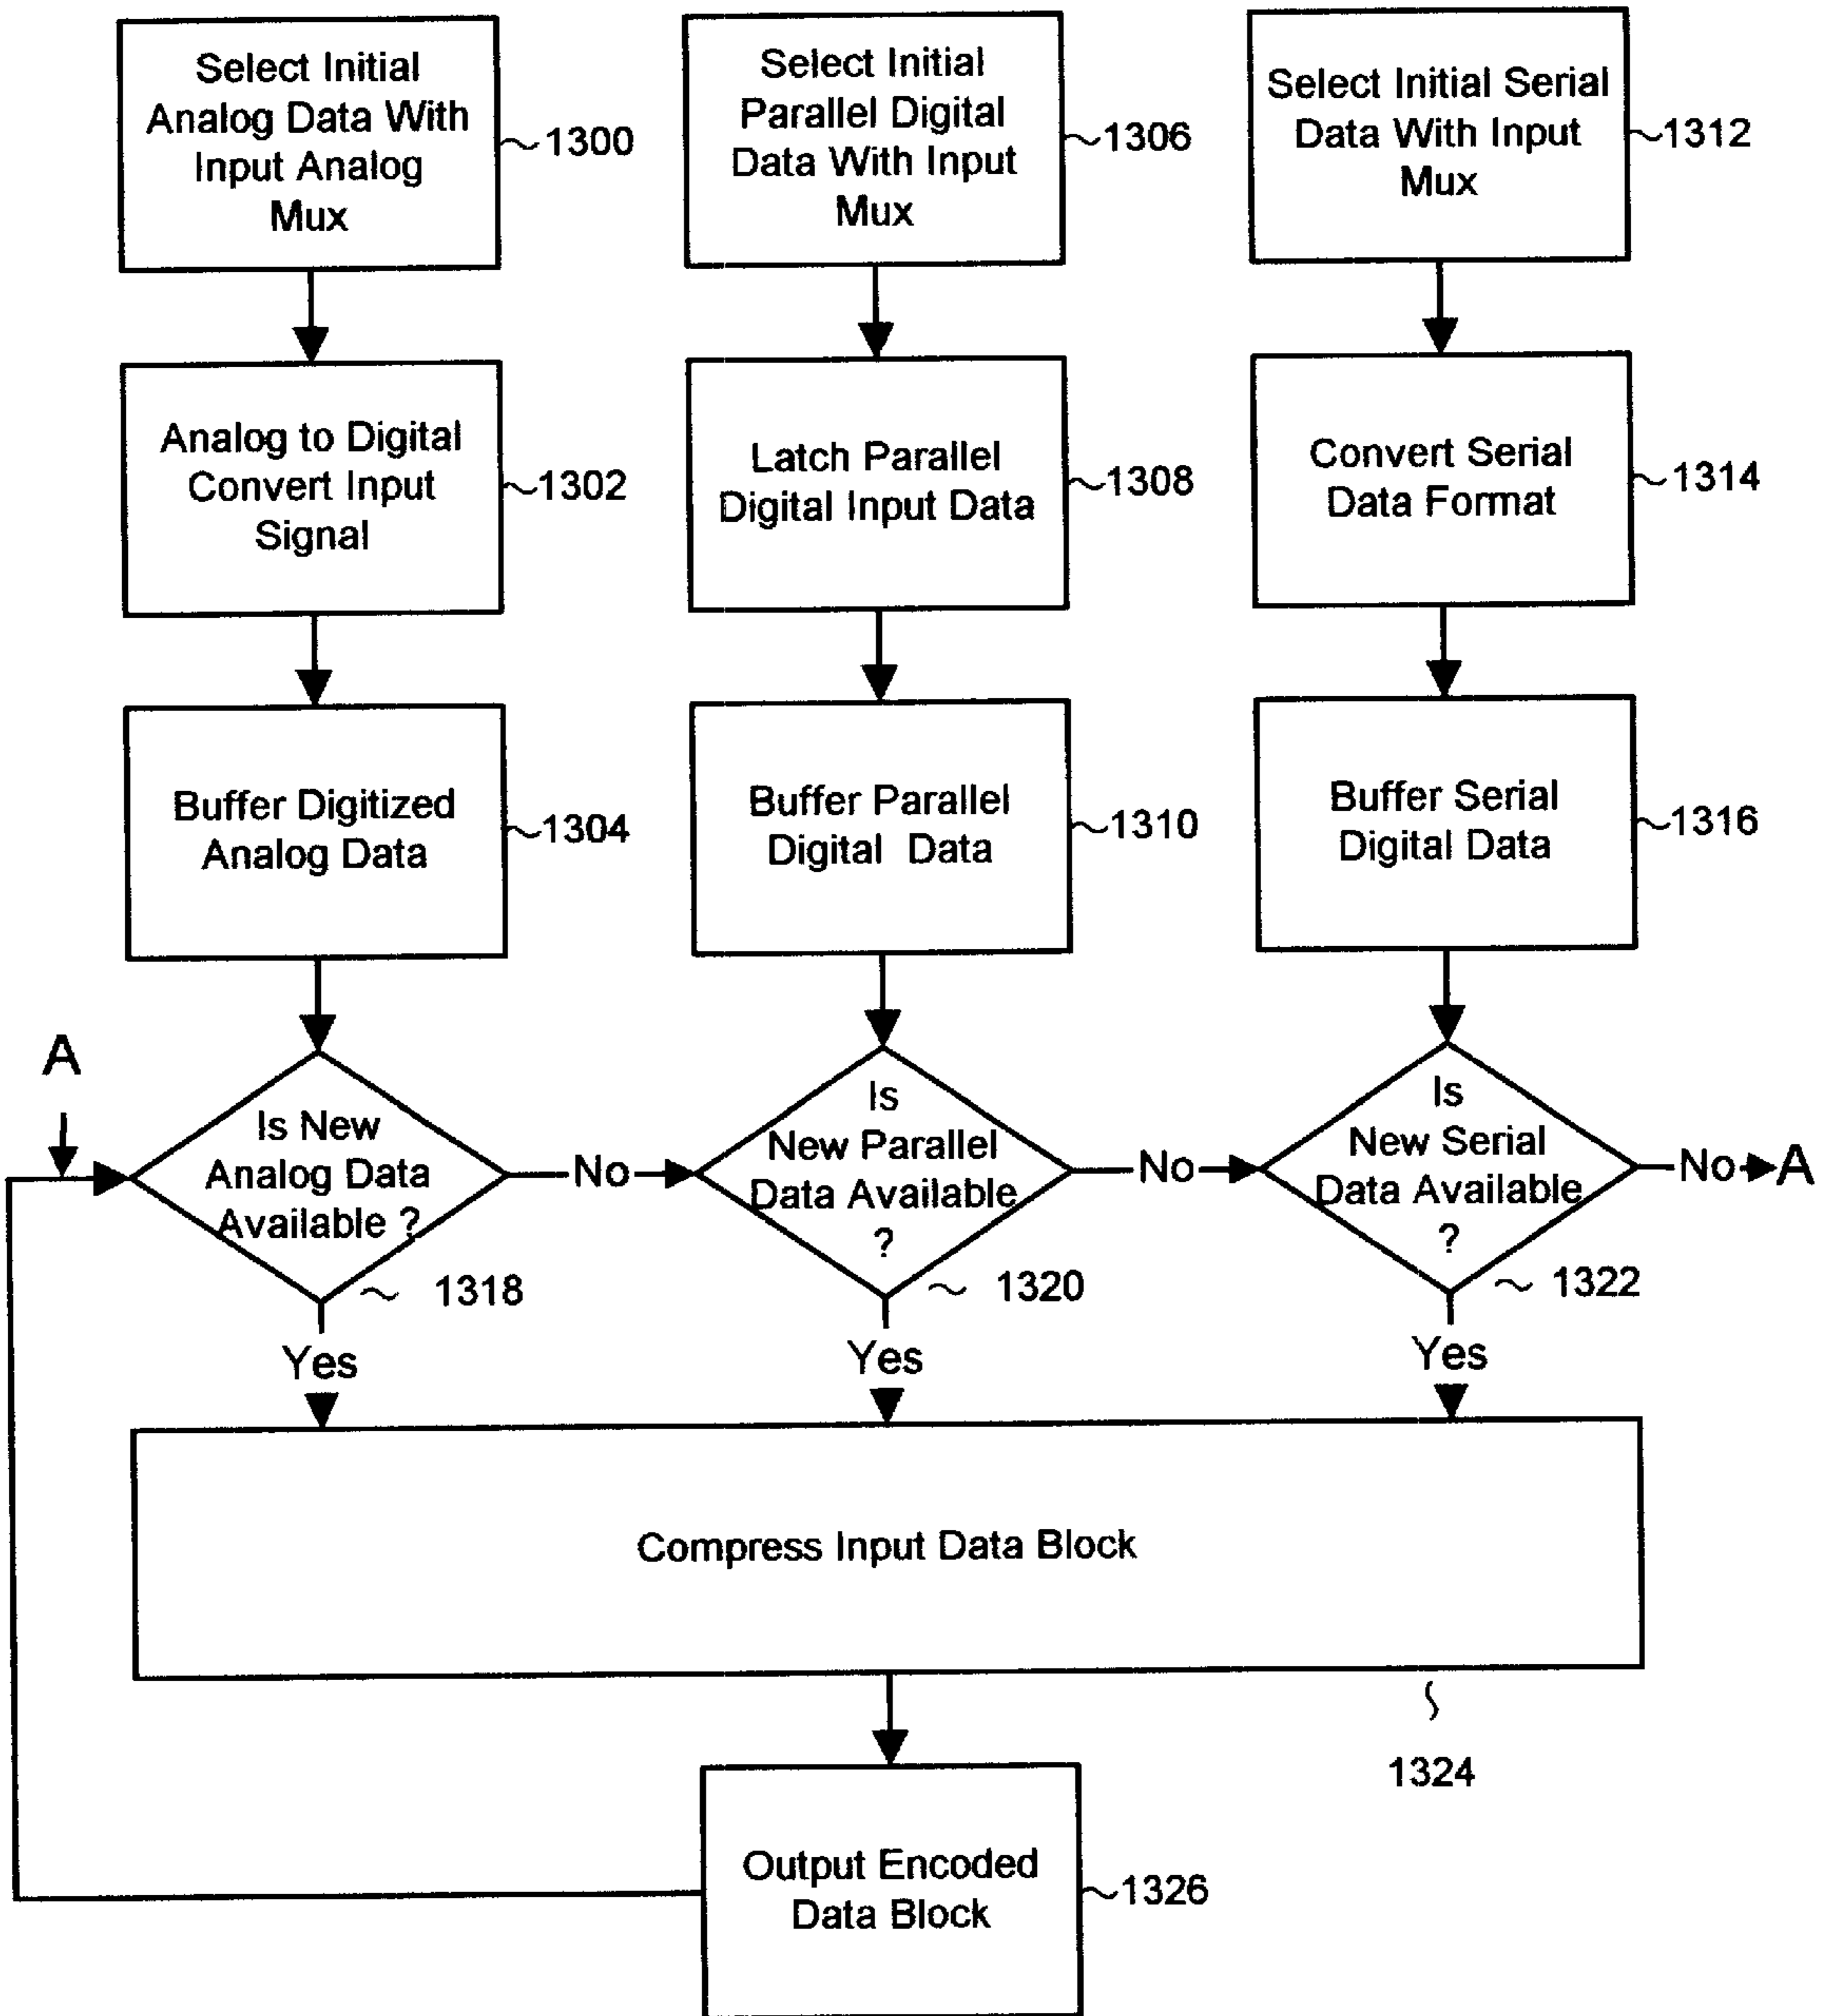 Select Initial
Analog Data With
Input Analog
Mux
1300
Select Initial
Parallel Digital
Data With Input
Mux
1306
Select Initial Serial
Data With Input
Mux
1312
Analog to Digital
Convert Input
Signal
1302
Latch Parallel
Digital Input Data
1308
Convert Serial
Data Format
1314
Buffer Digitized
Analog Data
1304
Buffer Parallel
Digital Data
1310
Buffer Serial
Digital Data
1316
A
Is New
Analog Data
Available ?
1318
No
Is
New Parallel
Data Available
?
1320
No
Is
New Serial
Data Available
?
1322
No
A
Yes
Yes
Yes
Compress Input Data Block
1324
Output Encoded
Data Block
1326